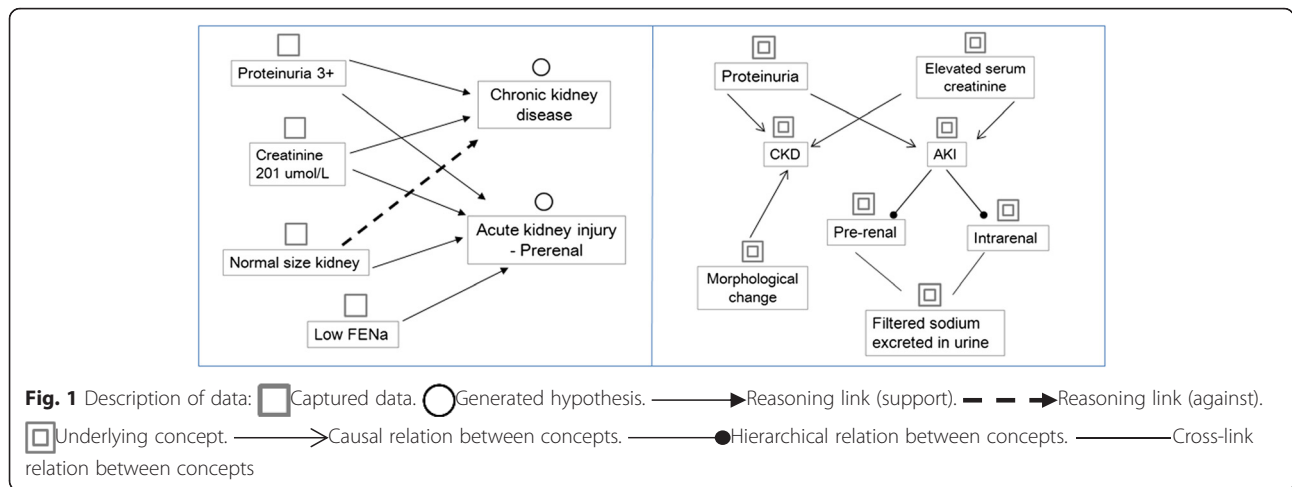 Proteinuria 3+
Chronic kidney
disease
Creatinine
201 umol/L
Acute kidney injury
- Prerenal
Normal size kidney
Low FENa
Proteinuria
Elevated serum
creatinine
CKD
AKI
Pre-renal
Intrarenal
Morphological
change
Filtered sodium
excreted in urine
Fig. 1 Description of data: Captured data. Generated hypothesis. Reasoning link (support). Reasoning link (against).
Underlying concept. Causal relation between concepts. Hierarchical relation between concepts. Cross-link
relation between concepts